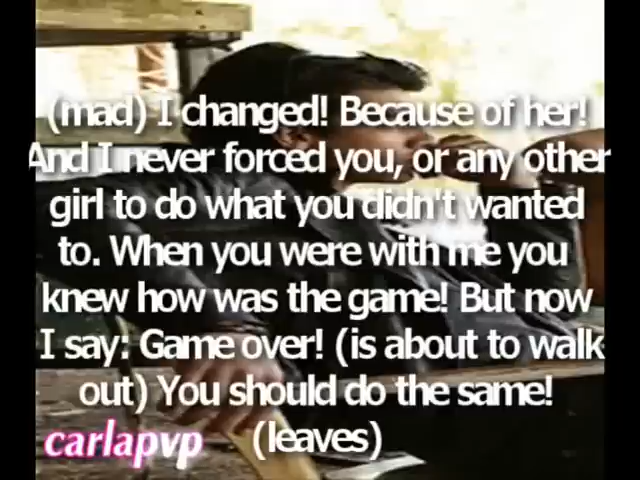 (mad) I changed! Because of her!
And I never forced you, or any other
girl to do what you didn't wanted
to. When you were with me you
knew how was the game! But now
I say: Game over! (is about to walk
out) You should do the same!
(leaves)
carlapvp